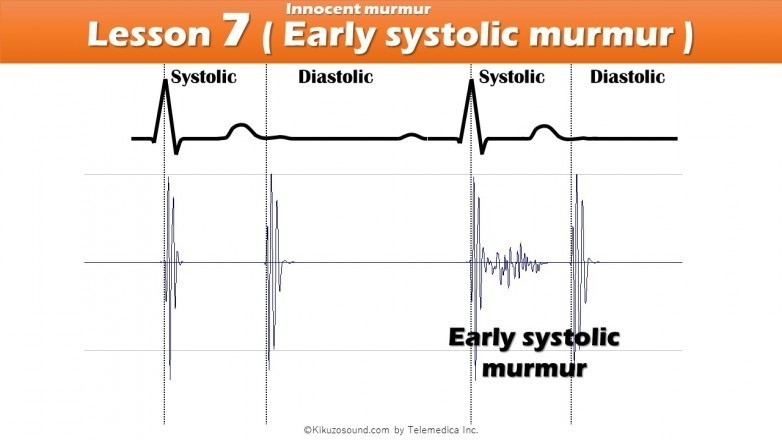 Innocent murmur
Lesson 7 ( Early systolic murmur )
Systolic Diastolic Systolic Diastolic
Early systolic
murmur
©Kikuzosound.com by Telemedica Inc.